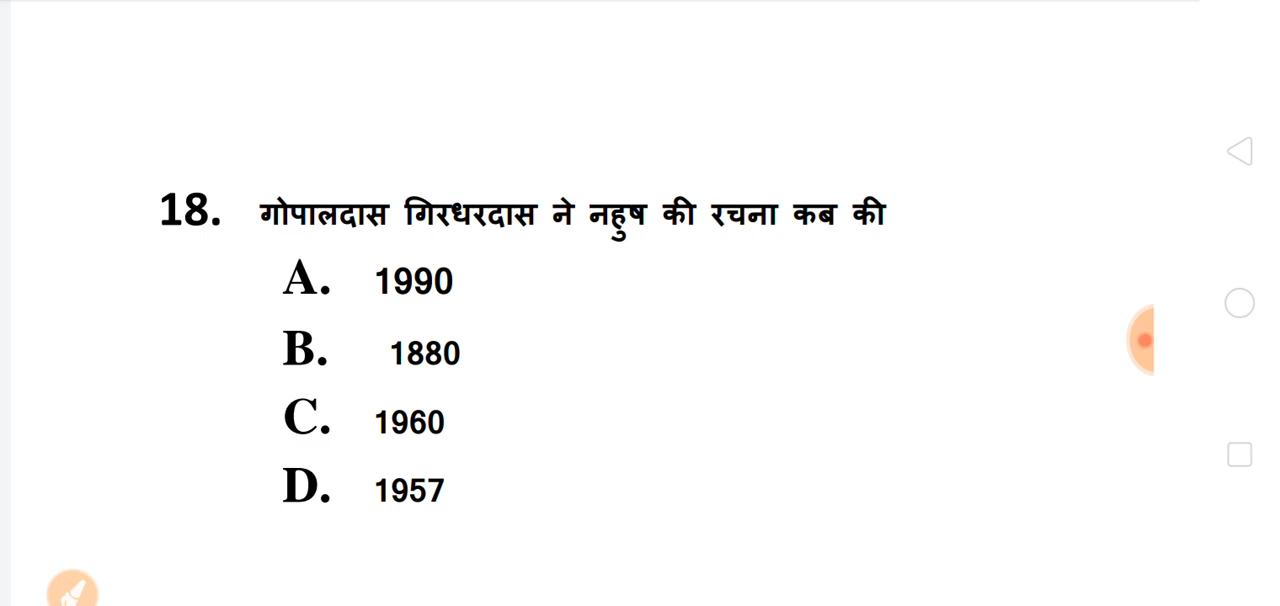 18. गोपालदास गिरधरदास ने नहुष की रचना कब की
A. 1990
B. 1880
C. 1960
D. 1957